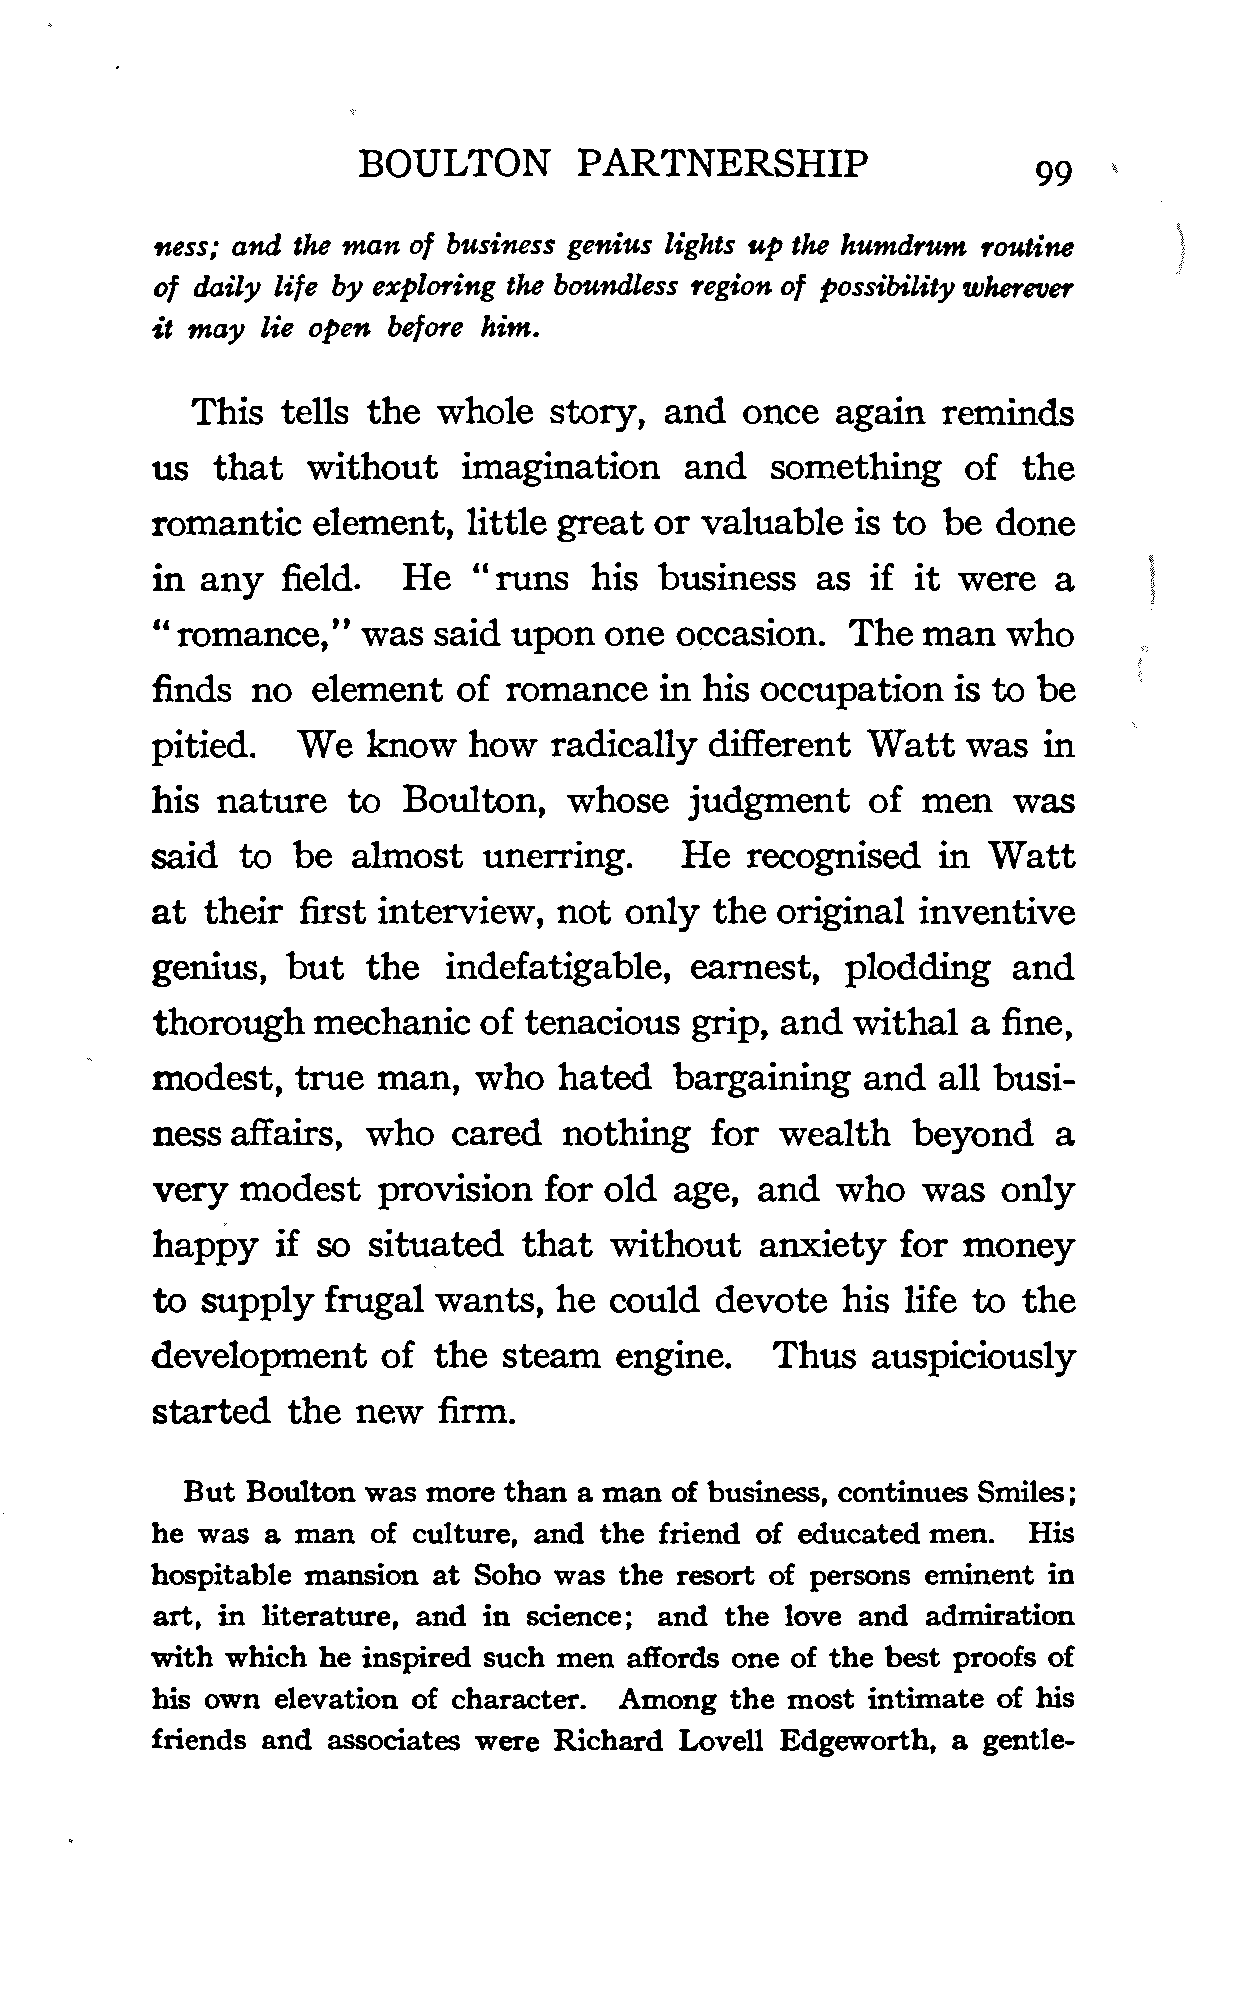 BOULTON PARTNERSHIP 99
ness; and the man of business genius lights up the humdrum routine
of daily life by exploring the boundless region of possibility wherever
it may lie open before him.
This tells the whole story, and once again reminds
us that without imagination and something of the
romantic element, little great or valuable is to be done
in any field. He "runs his business as if it were a
"romance," was said upon one occasion. The man who
finds no element of romance in his occupation is to be
pitied. We know how radically different Watt was in
his nature to Boulton, whose judgment of men was
said to be almost unerring. He recognised in Watt
at their first interview, not only the original inventive
genius, but the indefatigable, earnest, plodding and
thorough mechanic of tenacious grip, and withal a fine,
modest, true man, who hated bargaining and all busi-
ness affairs, who cared nothing for wealth beyond a
very modest provision for old age, and who was only
happy if so situated that without anxiety for money
to supply frugal wants, he could devote his life to the
development of the steam engine. Thus auspiciously
started the new firm.
But Boulton was more than a man of business, continues Smiles;
he was a man of culture, and the friend of educated men. His
hospitable mansion at Soho was the resort of persons eminent in
art, in literature, and in science; and the love and admiration
with which he inspired such men affords one of the best proofs of
his own elevation of character. Among the most intimate of his
friends and associates were Richard Lovell Edgeworth, a gentle-